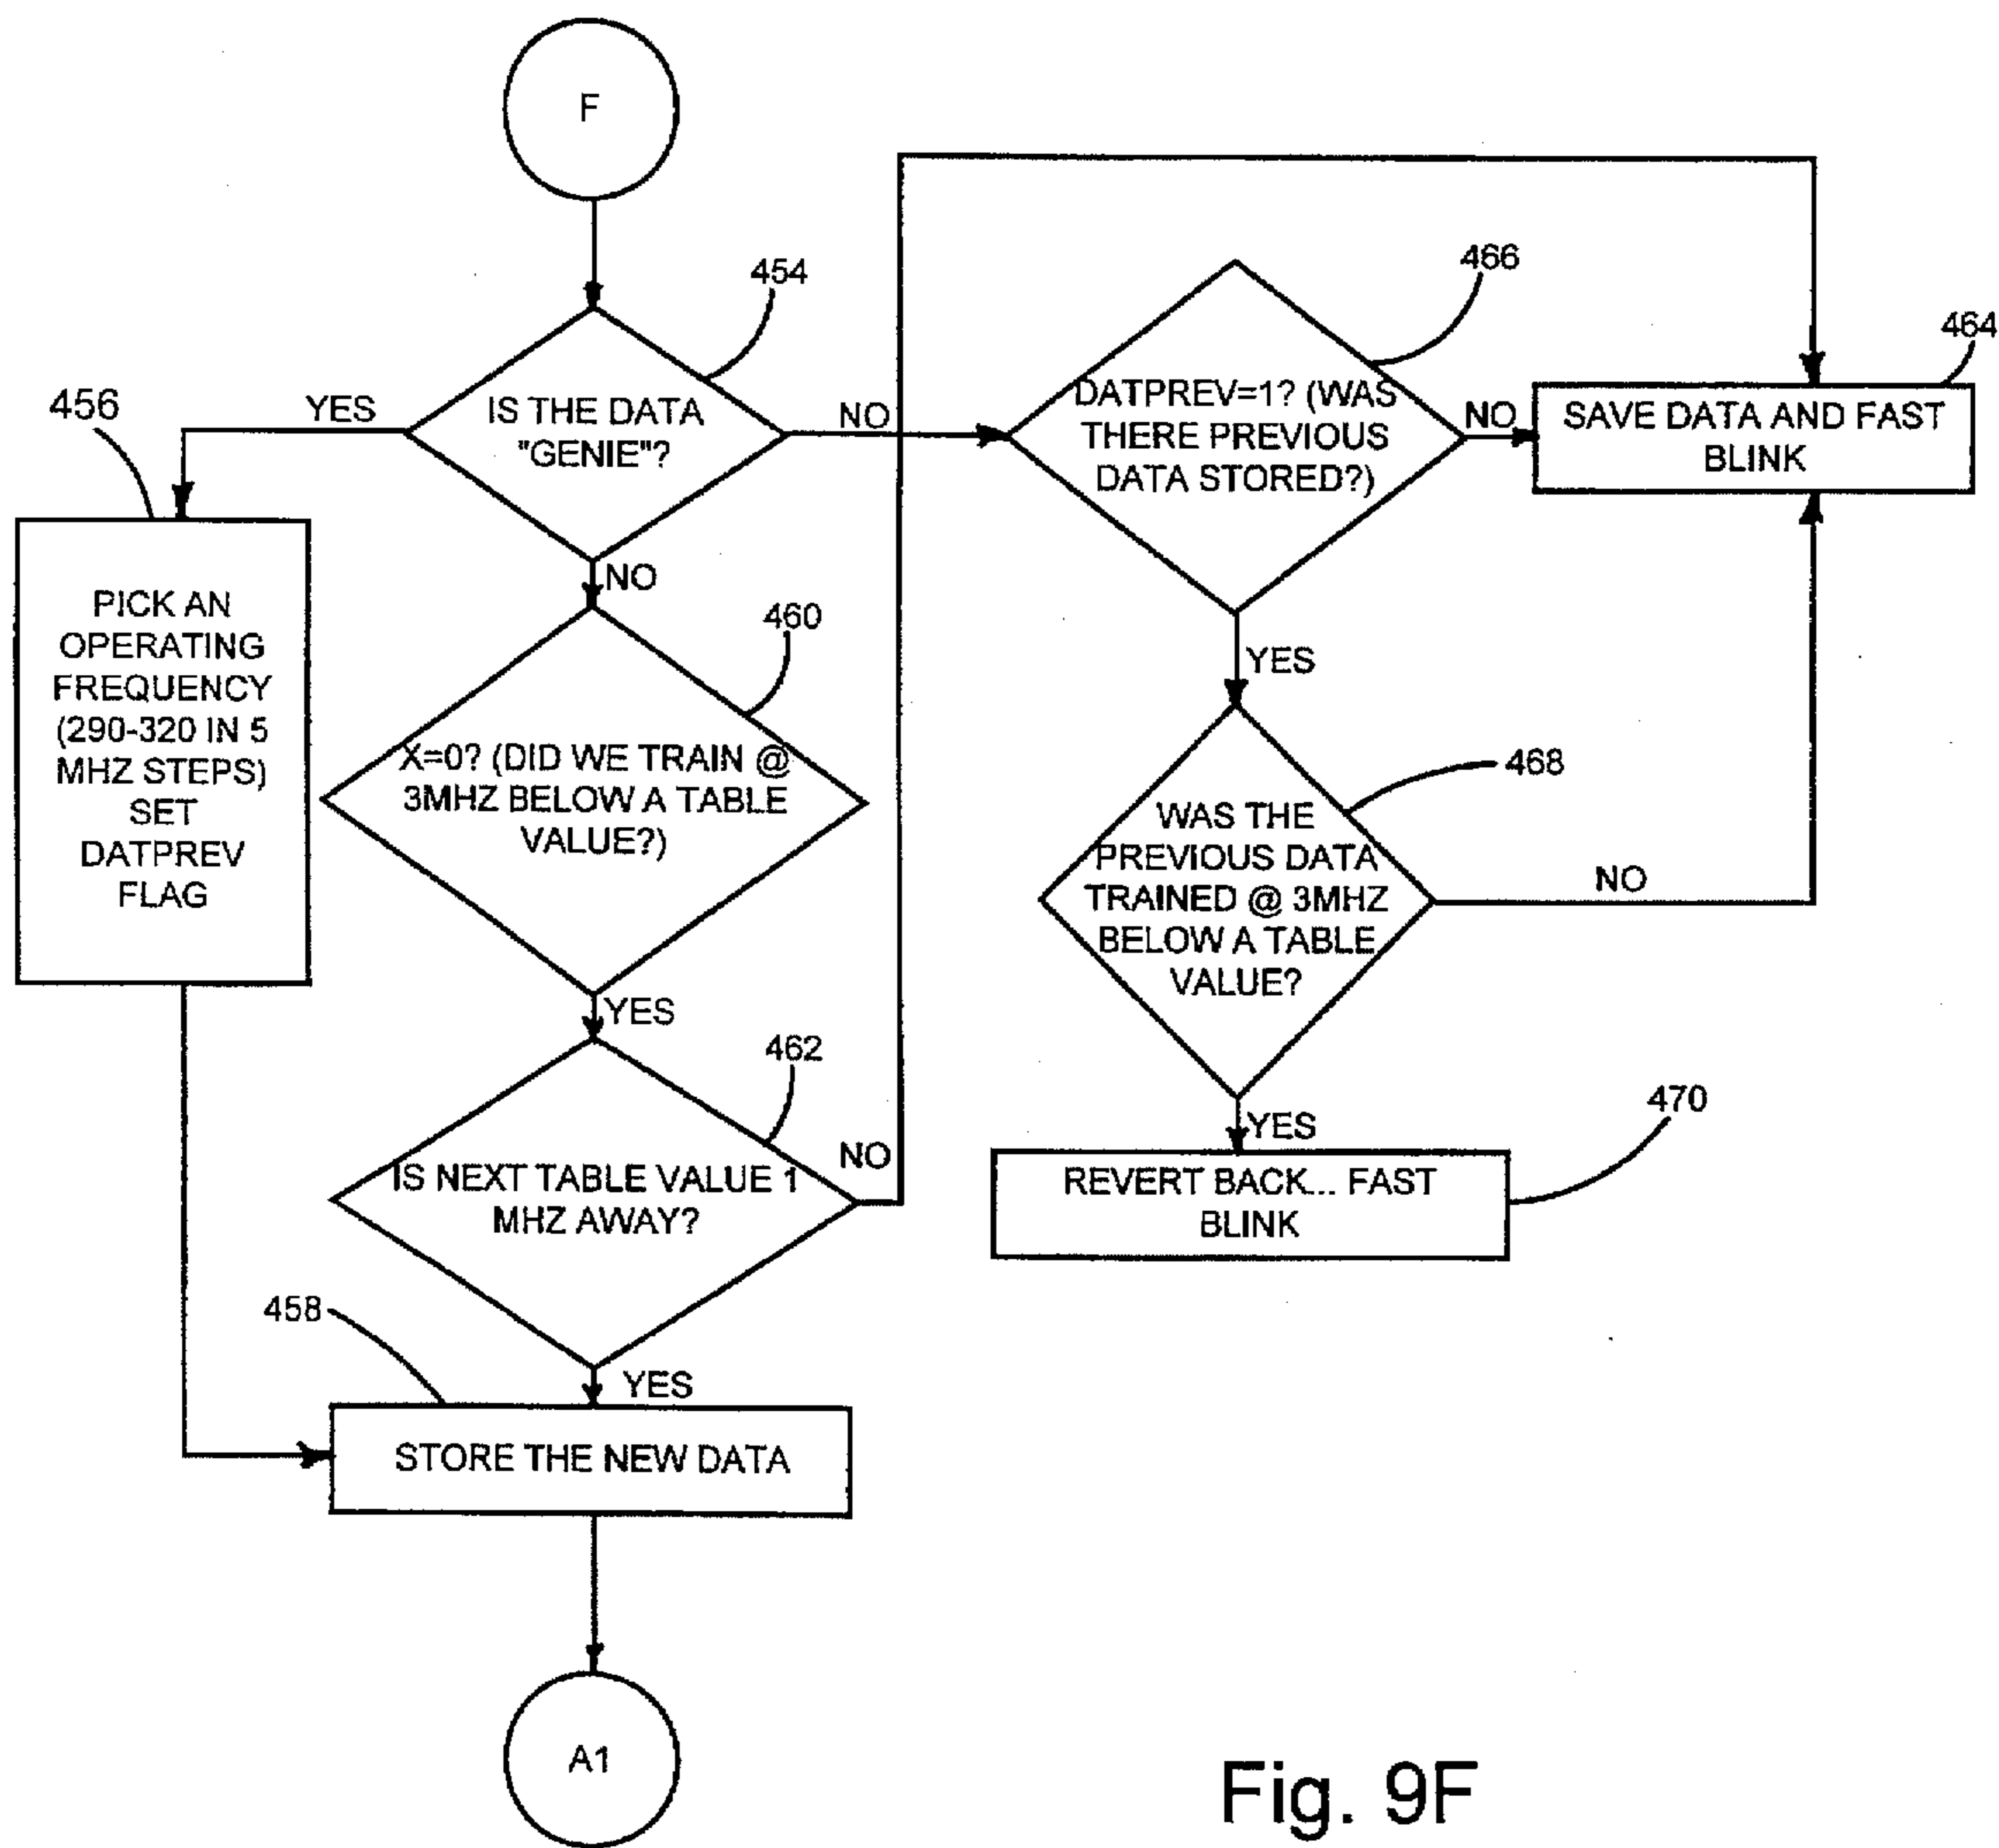 F
454
IS THE DATA
"GENIE"?
YES
NO
NO
456
PICK AN
OPERATING
FREQUENCY
(290-320 IN 5
MHZ STEPS)
SET
DATPREV
FLAG
460
X=0? (DID WE TRAIN @
3MHZ BELOW A TABLE
VALUE?)
YES
462
IS NEXT TABLE VALUE 1
MHZ AWAY?
NO
YES
458
STORE THE NEW DATA
A1
466
DATPREV=1? (WAS
THERE PREVIOUS
DATA STORED?)
NO
YES
464
SAVE DATA AND FAST
BLINK
468
WAS THE
PREVIOUS DATA
TRAINED @ 3MHZ
BELOW A TABLE
VALUE?
NO
YES
470
REVERT BACK... FAST
BLINK
Fig. 9F